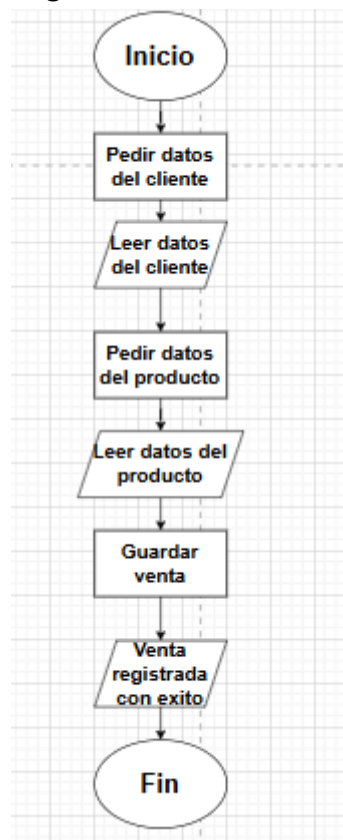 Inicio
Pedir datos
del cliente
Leer datos
del cliente
Pedir datos
del producto
Leer datos del
producto
Guardar
venta
Venta
registrada
con exito
Fin